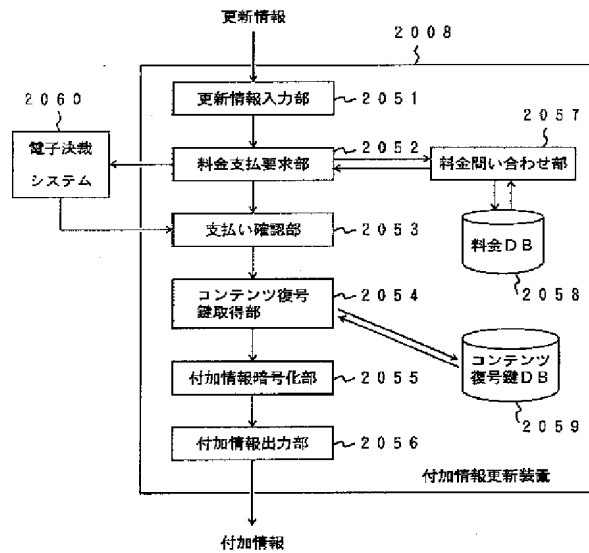 更新情報
2008
更新情報入力部
2051
2060
電子決裁
システム
料金支払要求部
2052
2057
料金問い合わせ部
支払い確認部
2053
料金DB
2058
コンテンツ復号
鍵取得部
2054
コンテンツ
復号鍵DB
2059
付加情報暗号化部
2055
付加情報出力部
2056
付加情報更新装置
付加情報